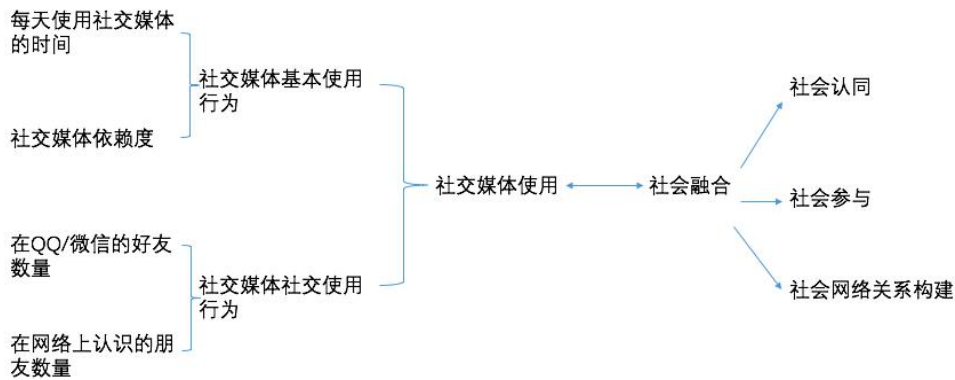 每天使用社交媒体
的时间
社交媒体基本使用
行为
社交媒体依赖度
社会认同
社交媒体使用
社会融合
社会参与
在QQ/微信的好友
数量
社交媒体社交使用
行为
社会网络关系构建
在网络上认识的朋
友数量